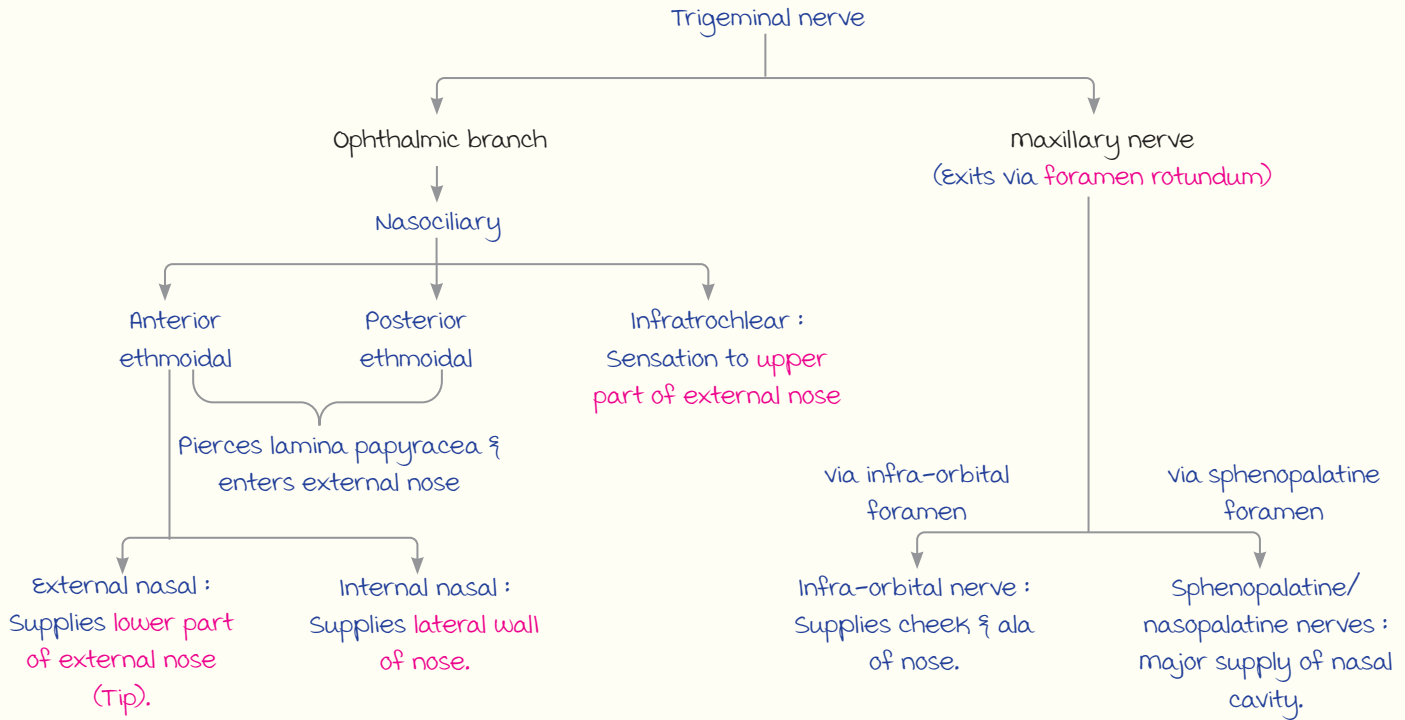 Trigeminal nerve
Ophthalmic branch
maxillary nerve
(Exits via foramen rotundum)
Nasociliary
Anterior
ethmoidal
Posterior
ethmoidal
Infratrochlear :
Sensation to upper
part of external nose
Pierces lamina papyracea &
enters external nose
via infra-orbital
foramen
via sphenopalatine
foramen
External nasal :
Supplies lower part
of external nose
(Tip).
Internal nasal :
Supplies lateral wall
of nose.
Infra-orbital nerve :
Supplies cheek & ala
of nose.
Sphenopalatine/
nasopalatine nerves :
major supply of nasal
cavity.